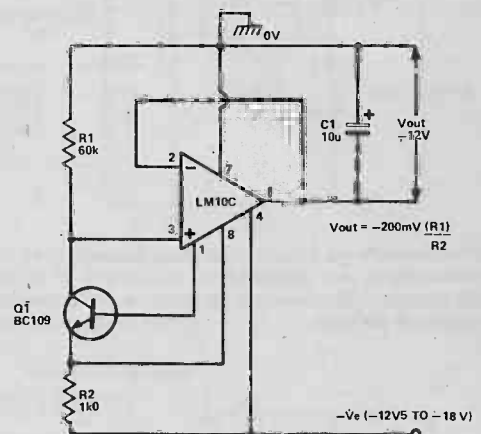 0V
R1
60k
C1
10u
+
Vout
-12V
2
-
7
LM10C
6
4
3
+
1
8
Vout = -200mV (R1)
R2
Q1
BC109
R2
1k0
-Ve (-12V5 TO -18 V)